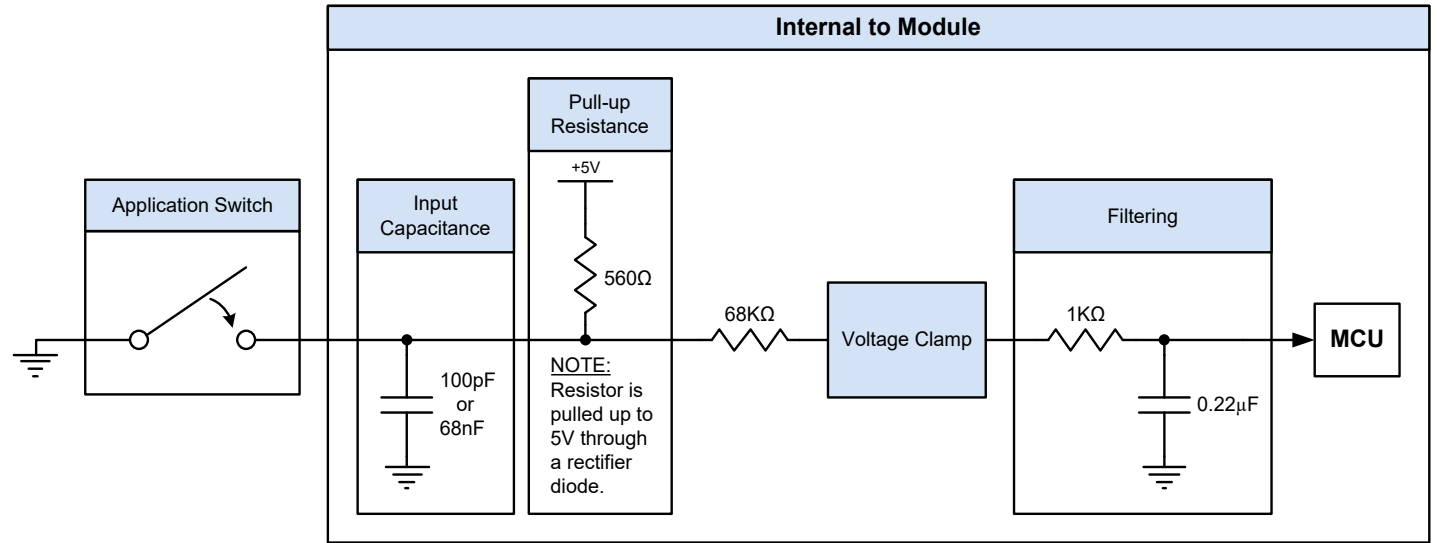 Internal to Module
Pull-up
Resistance
+5V
560Ω
Application Switch
Input
Capacitance
100pF
or
68nF
NOTE:
Resistor is
pulled up to
5V through
a rectifier
diode.
68KΩ
Voltage Clamp
Filtering
1KΩ
0.22μF
MCU